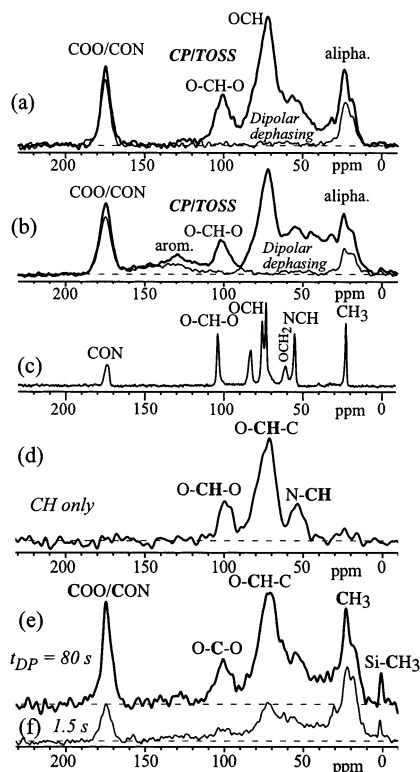 OCH
COO/CON
CP/TOSS
alipha.
O-CH-O
(a)
Dipolar
dephasing
200 150 100 50 ppm 0
COO/CON
alipha.
CP/TOSS
(b)
O-CH-O
arom.
Dipolar
dephasing
200 150 100 50 ppm 0
OCH
O-CH-O
NCH
CH3
OCH2
(c)
CON
200 150 100 50 ppm 0
O-CH-C
(d)
O-CH-O
N-CH
CH only
200 150 100 50 ppm 0
COO/CON
O-CH-C
CH3
(e)
O-C-O
Si-CH3
tDP = 80 s
(f) 1.5 s
200 150 100 50 ppm 0